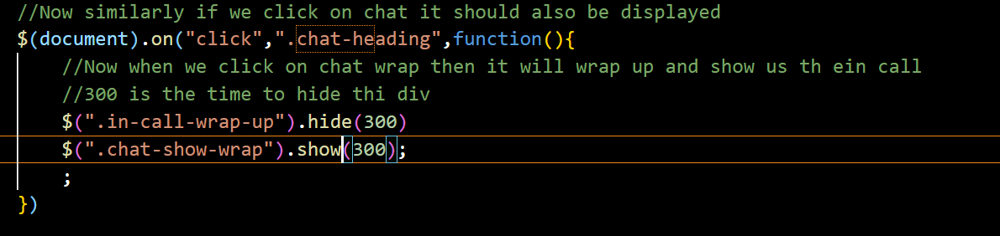 //Now similarly if we click on chat it should also be displayed
$(document).on("click",".chat-heading",function(){
//Now when we click on chat wrap then it will wrap up and show us th ein call
//300 is the time to hide thi div
$(".in-call-wrap-up").hide(300)
$(".chat-show-wrap").show(300);
;
})